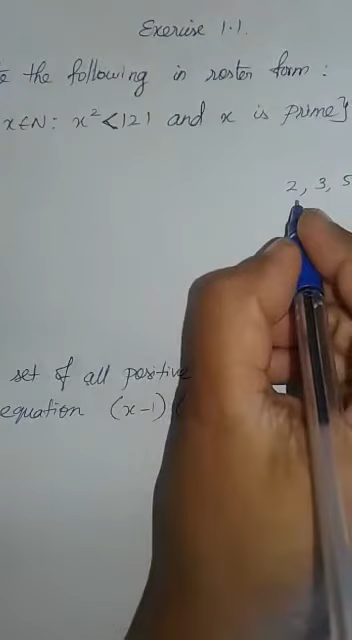 Exercise 1.1.
the following in roster form :
x∈N: x² < 121 and x is prime}
2, 3, 5
set of all positive
equation (x-1) (